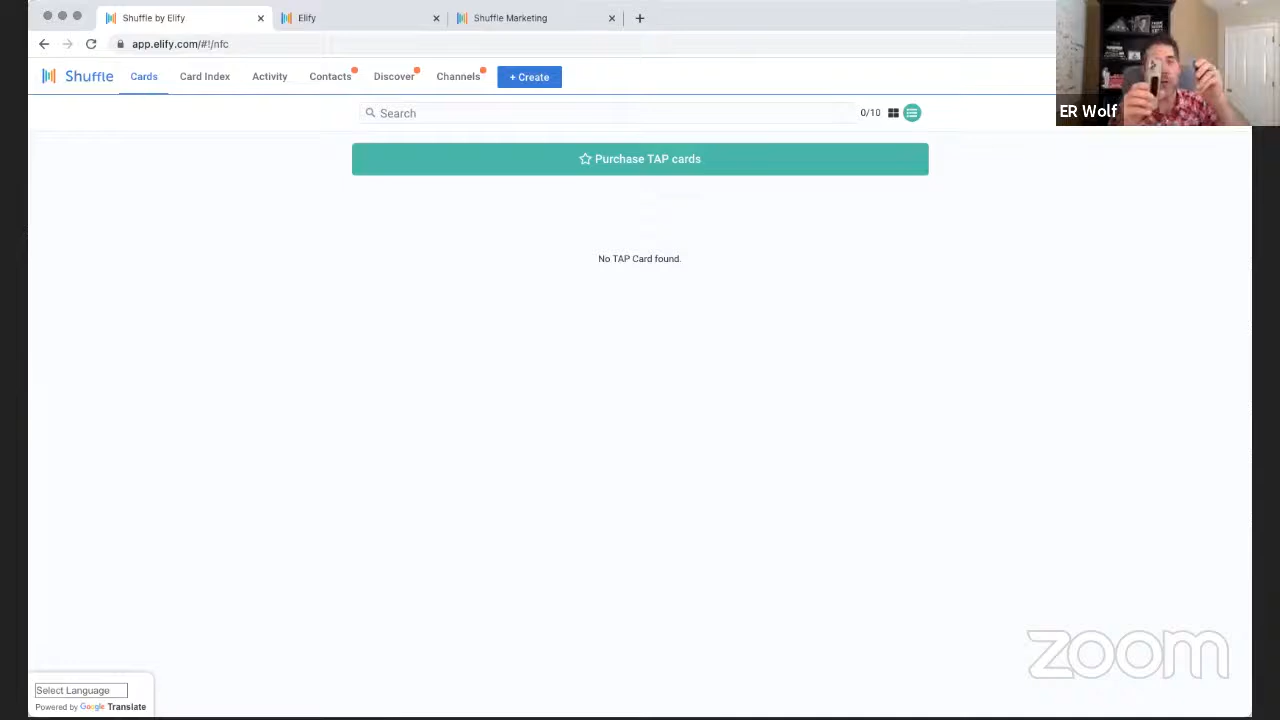 Shuffle by Elify
Elify
Shuffle Marketing
app.elify.com/#!/nfc
Shuffle
Cards
Card Index
Activity
Contacts
Discover
Channels
+ Create
Search
0/10
Purchase TAP cards
No TAP Card found.
ER Wolf
zoom
Select Language
Powered by Google Translate